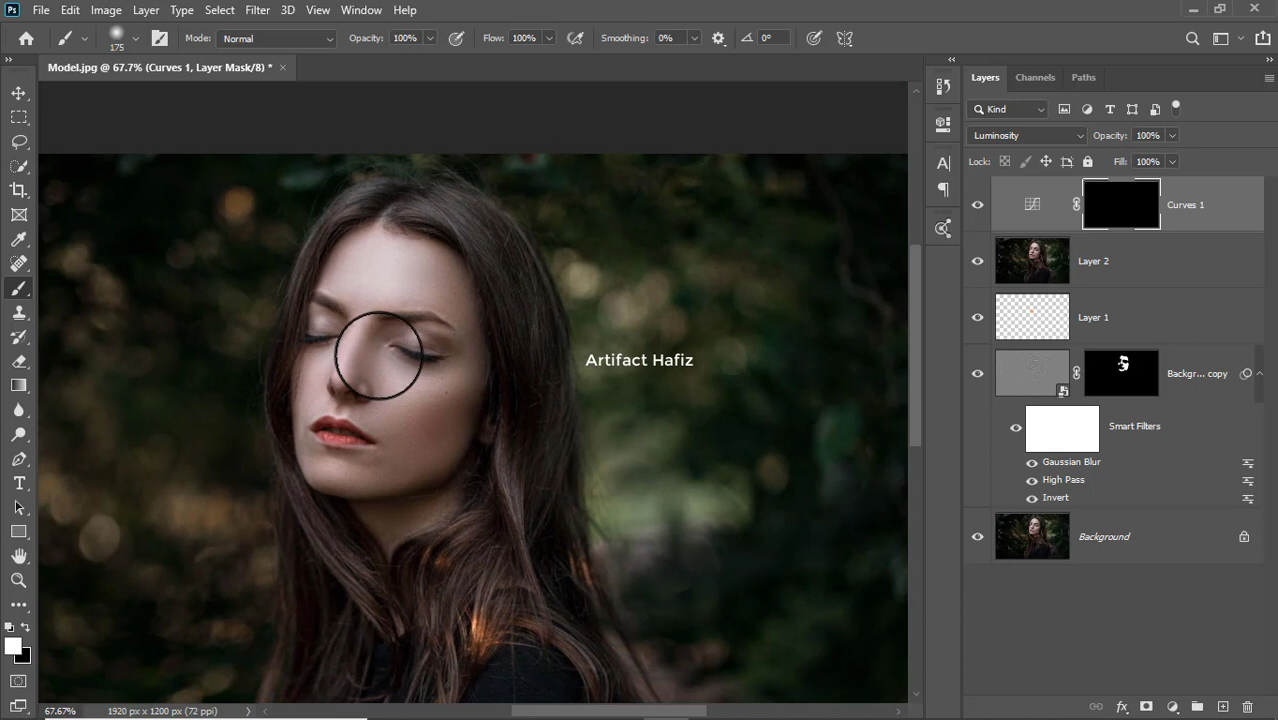 Ps File Edit Image Layer Type Select Filter 3D View Window Help
175 Mode: Normal Opacity: 100% Flow: 100% Smoothing: 0% 0°
Model.jpg @ 67.7% (Curves 1, Layer Mask/8) *
Layers Channels Paths
Kind
Luminosity Opacity: 100%
Lock: Fill: 100%
Curves 1
Layer 2
Layer 1
Backgr... copy
Smart Filters
Gaussian Blur
High Pass
Invert
Background
Artifact Hafiz
67.67% 1920 px x 1200 px (72 ppi)